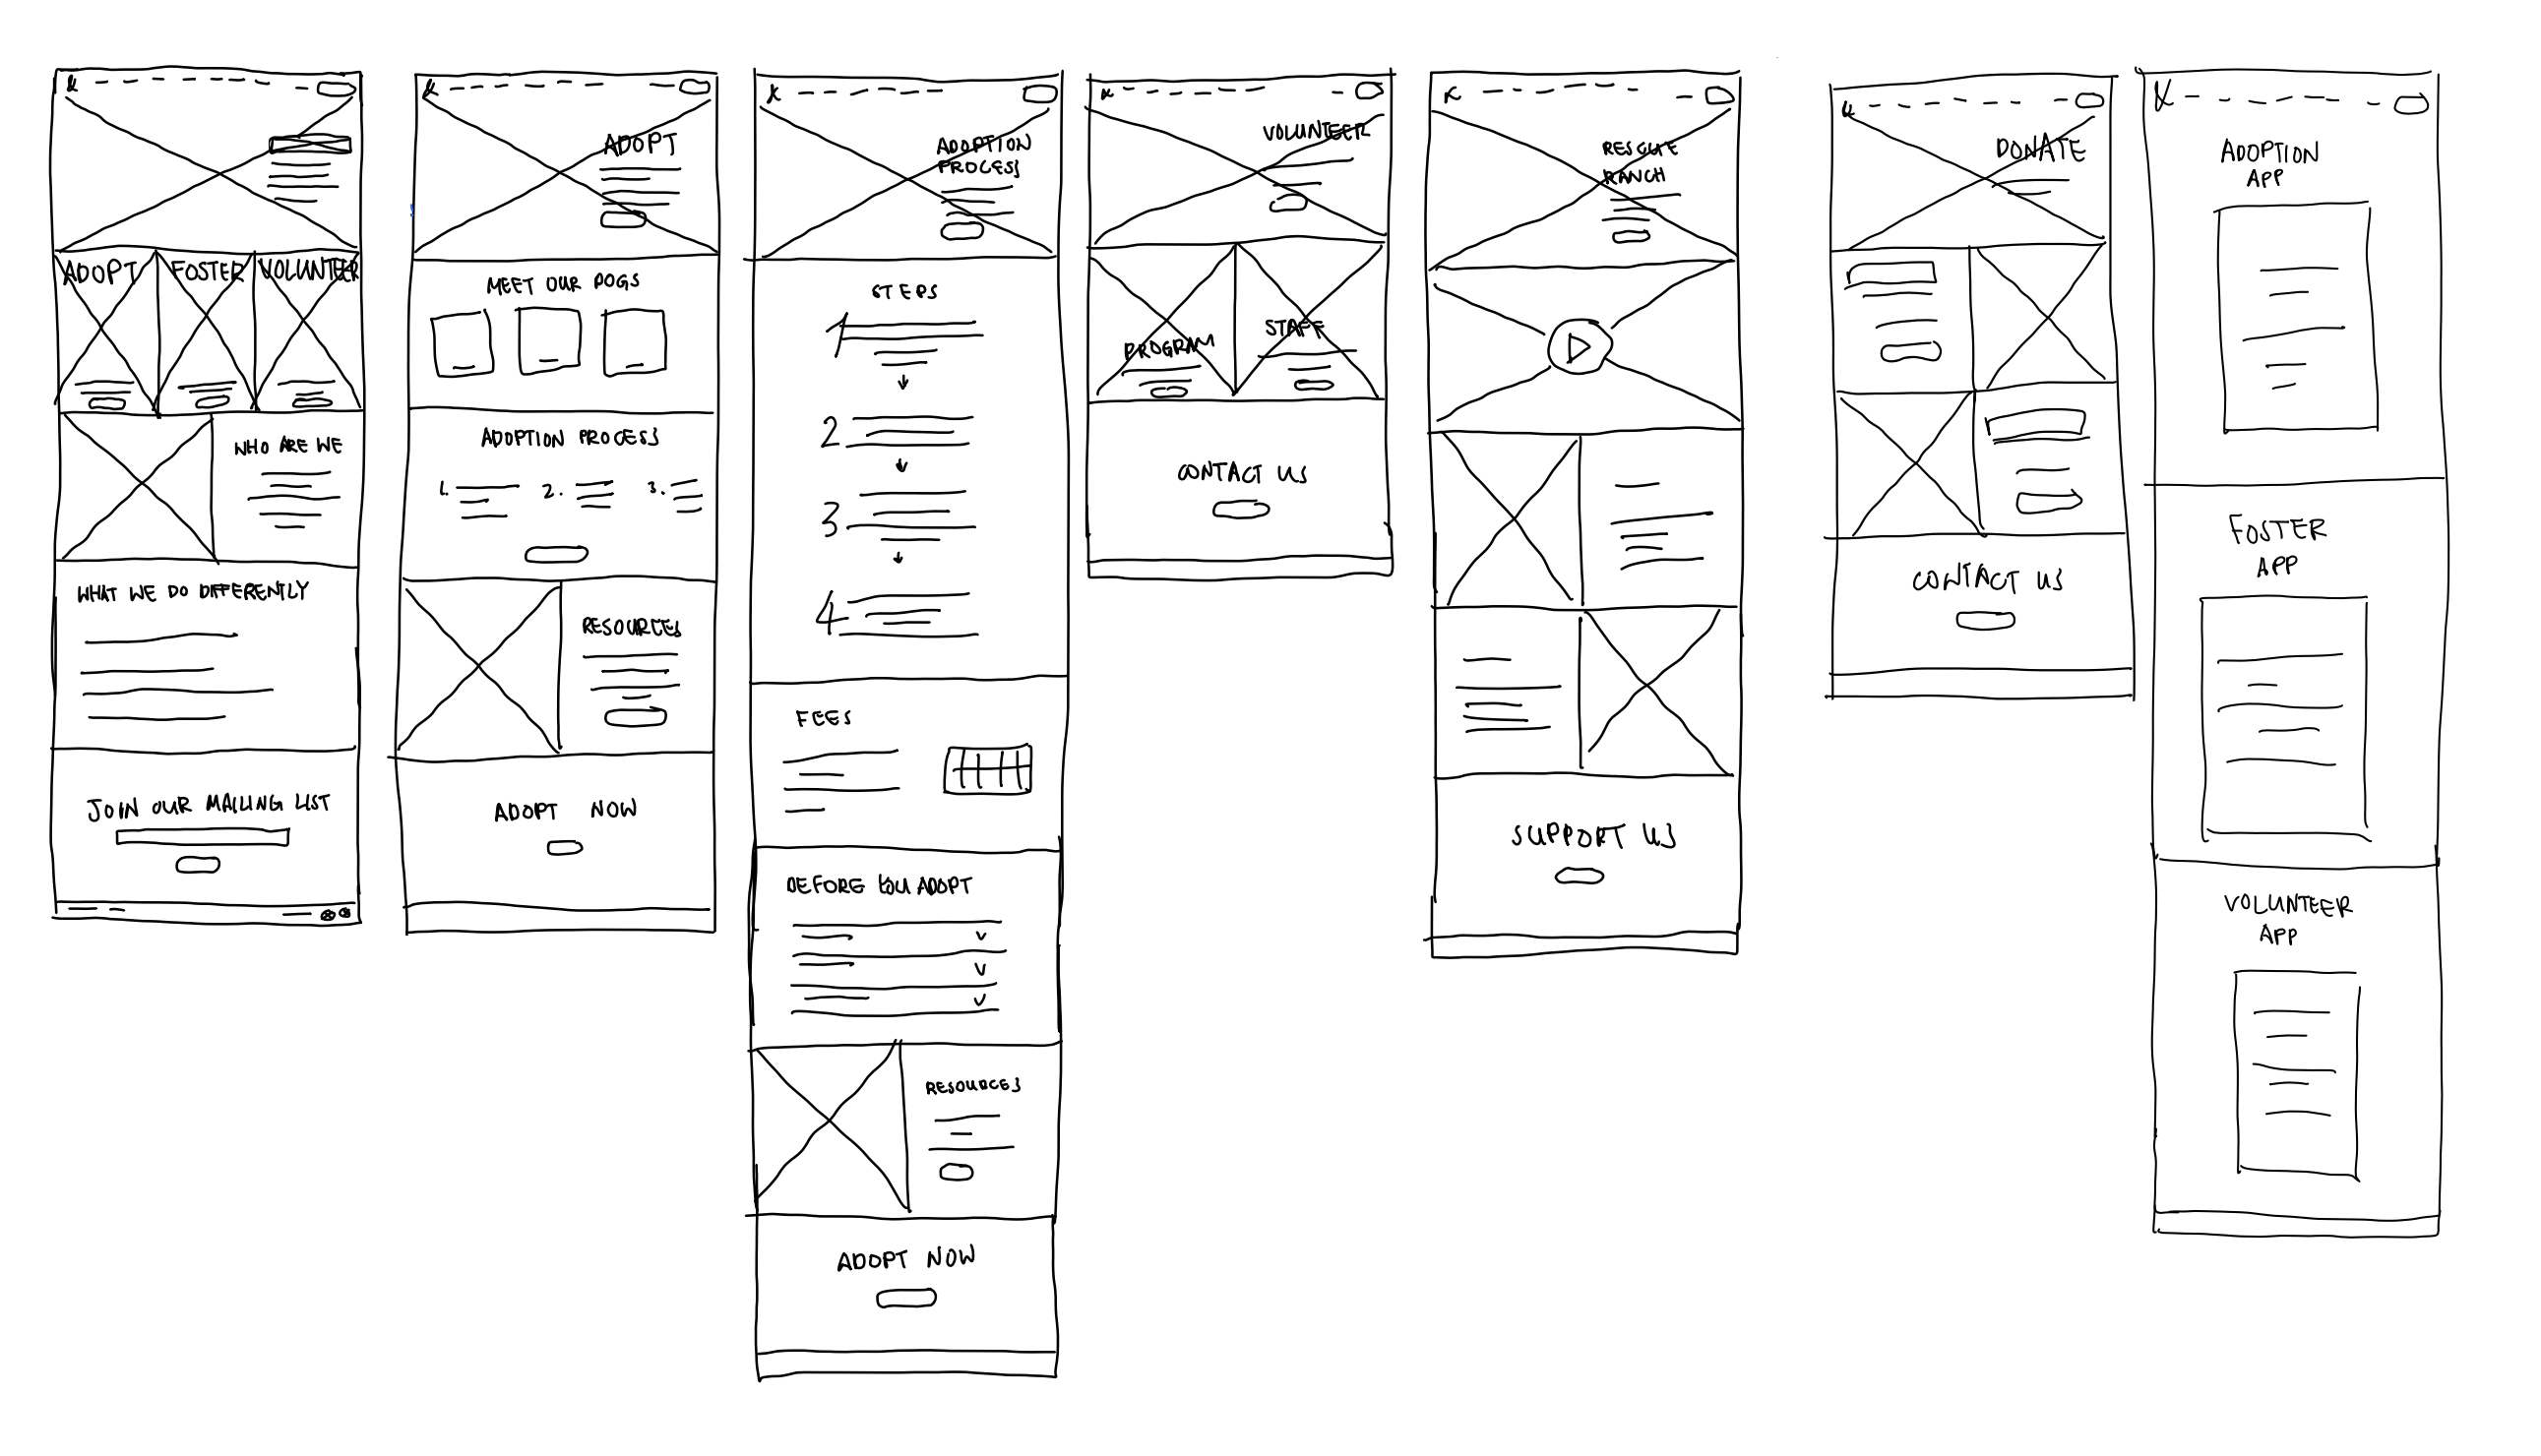 ADOPT
FOSTER
VOLUNTEER
WHO ARE WE
WHAT WE DO DIFFERENTLY
JOIN OUR MAILING LIST
ADOPT
MEET OUR DOGS
ADOPTION PROCESS
1.
2.
3.
RESOURCES
ADOPT NOW
ADOPTION
PROCESS
STEPS
1
2
3
4
FEES
BEFORE YOU ADOPT
RESOURCES
ADOPT NOW
VOLUNTEER
PROGRAM
STAFF
CONTACT US
RESCUE
RANCH
SUPPORT US
DONATE
CONTACT US
ADOPTION
APP
FOSTER
APP
VOLUNTEER
APP